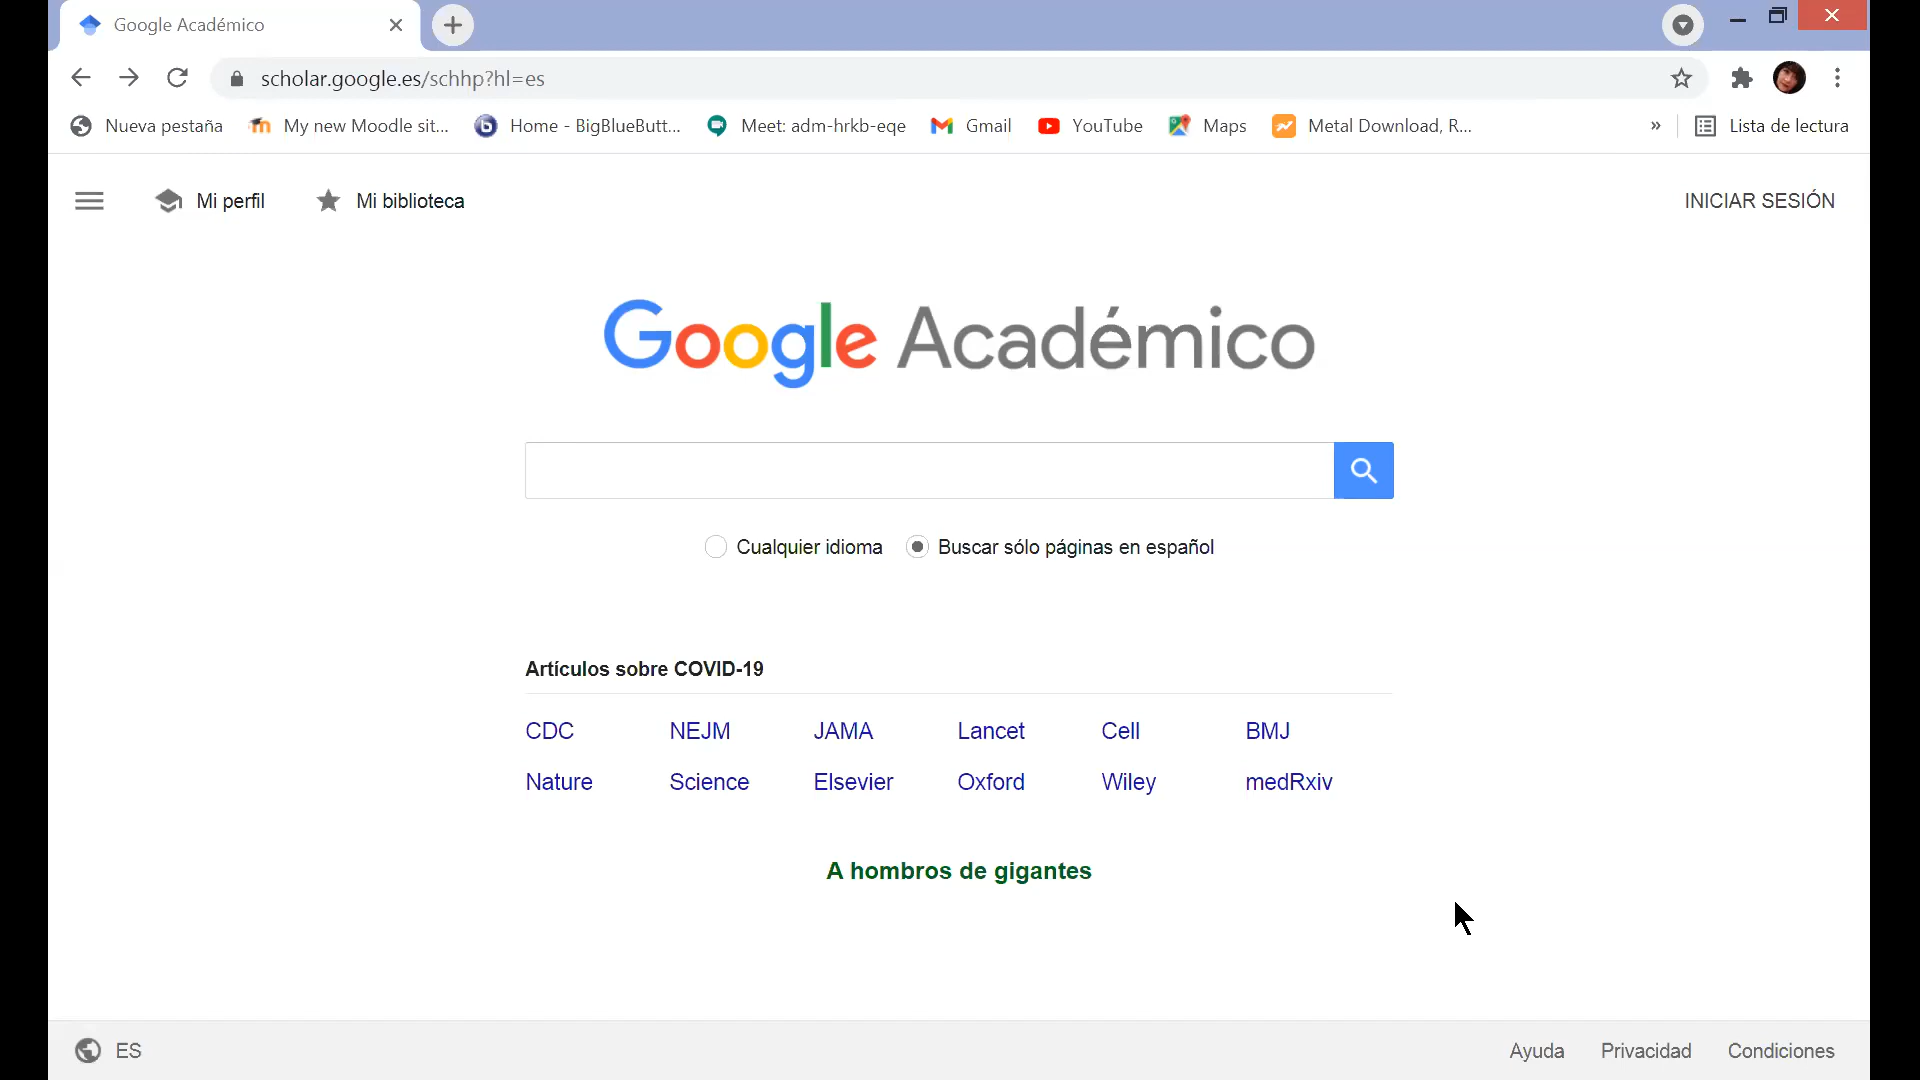 Google Académico
scholar.google.es/schhp?hl=es
Nueva pestaña My new Moodle sit... Home - BigBlueButt... Meet: adm-hrkb-eqe Gmail YouTube Maps Metal Download, R... » Lista de lectura
Mi perfil Mi biblioteca INICIAR SESIÓN
Google Académico
Cualquier idioma Buscar sólo páginas en español
Artículos sobre COVID-19
CDC NEJM JAMA Lancet Cell BMJ
Nature Science Elsevier Oxford Wiley medRxiv
A hombros de gigantes
ES Ayuda Privacidad Condiciones